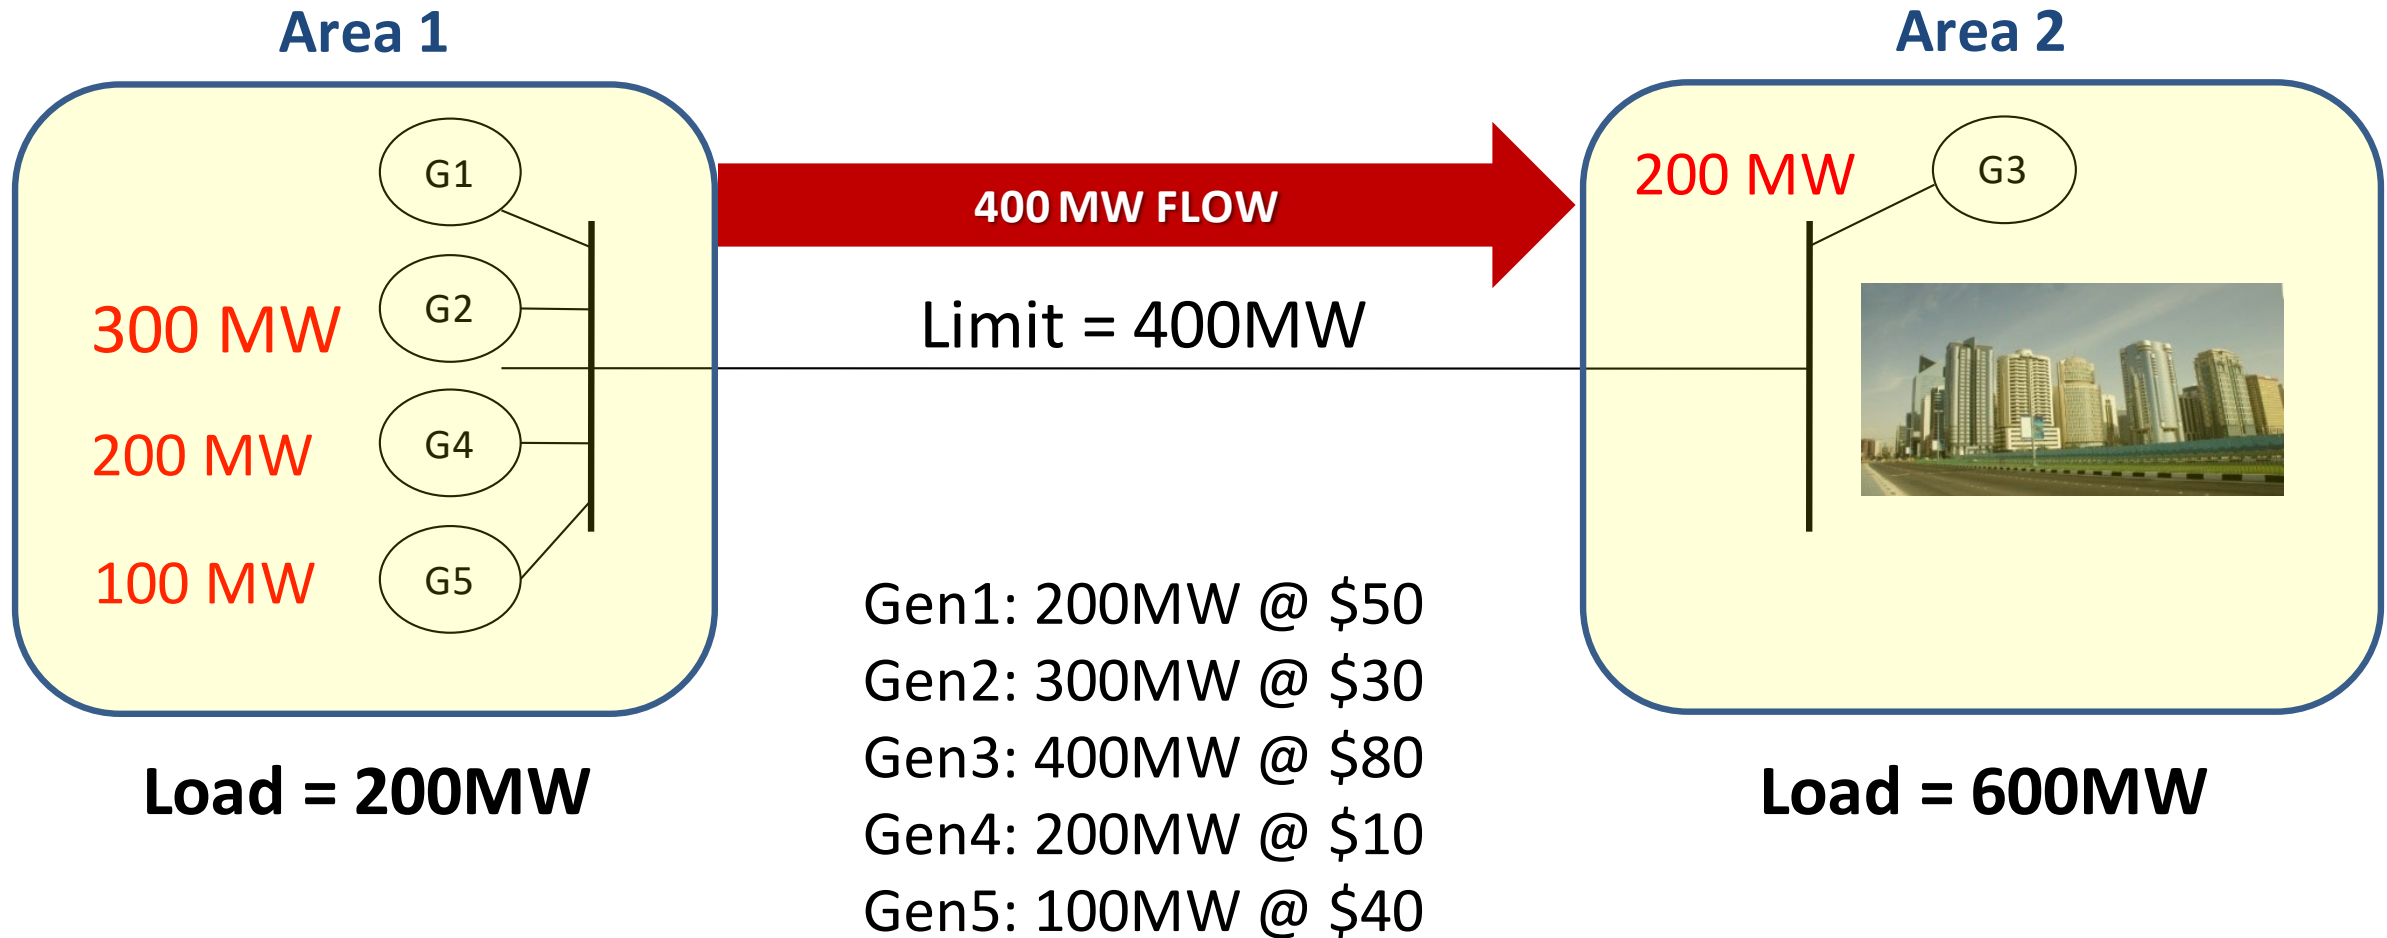 Area 1
Area 2
G1
G2
300 MW
G4
200 MW
G5
100 MW
400 MW FLOW
Limit = 400MW
200 MW
G3
Gen1: 200MW @ $50
Gen2: 300MW @ $30
Gen3: 400MW @ $80
Gen4: 200MW @ $10
Gen5: 100MW @ $40
Load = 200MW
Load = 600MW